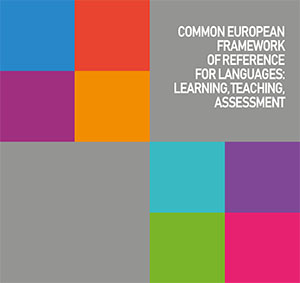 COMMON EUROPEAN
FRAMEWORK
OF REFERENCE
FOR LANGUAGES:
LEARNING, TEACHING,
ASSESSMENT